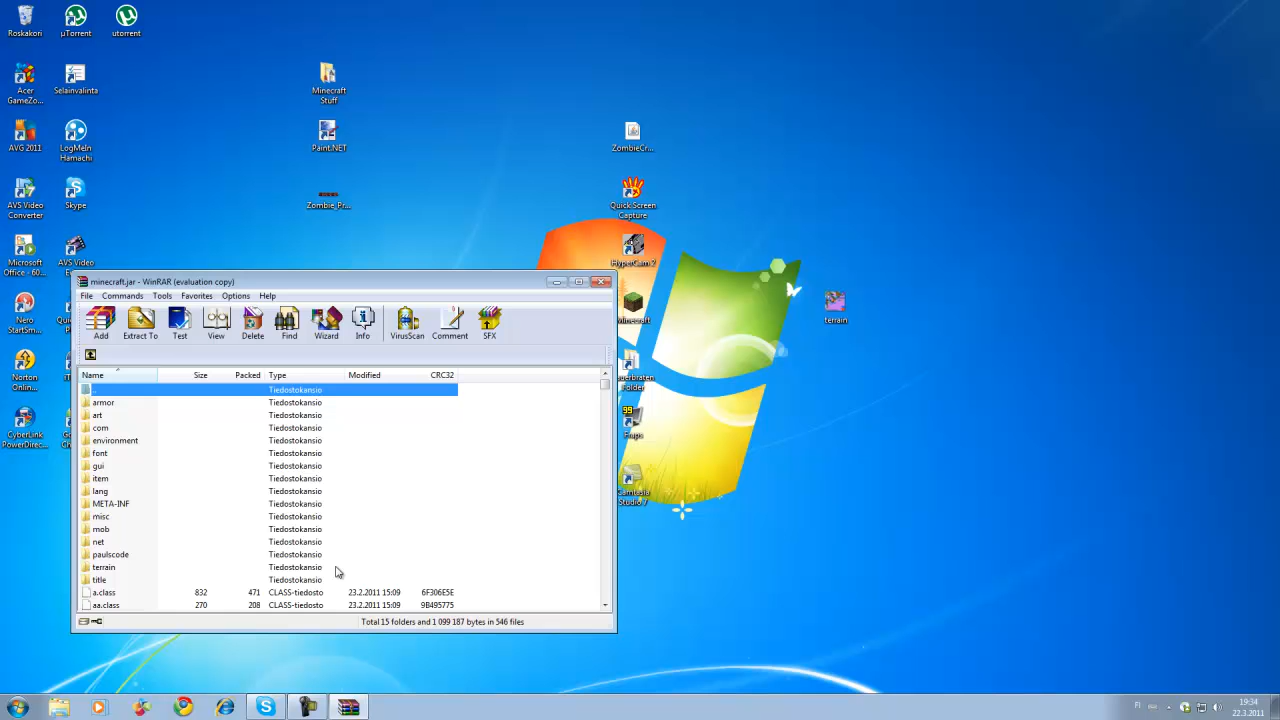 Roskakori
µTorrent
utorrent
Acer
GameZo...
Selainvalinta
Minecraft
Stuff
AVG 2011
LogMeIn
Hamachi
Paint.NET
ZombieCr...
AVS Video
Converter
Skype
Zombie_Pr...
Quick Screen
Capture
Microsoft
Office - 60...
AVS Video
HyperCam 2
minecraft.jar - WinRAR (evaluation copy)
File Commands Tools Favorites Options Help
Add Extract To Test View Delete Find Wizard Info VirusScan Comment SFX
Name Size Packed Type Modified CRC32
.. Tiedostokansio
armor Tiedostokansio
art Tiedostokansio
com Tiedostokansio
environment Tiedostokansio
font Tiedostokansio
gui Tiedostokansio
item Tiedostokansio
lang Tiedostokansio
META-INF Tiedostokansio
misc Tiedostokansio
mob Tiedostokansio
net Tiedostokansio
paulscode Tiedostokansio
terrain Tiedostokansio
title Tiedostokansio
a.class 832 471 CLASS-tiedosto 23.2.2011 15:09 6F306E5E
aa.class 270 208 CLASS-tiedosto 23.2.2011 15:09 9B495775
Total 15 folders and 1 099 187 bytes in 546 files
Nero
StartSm...
Minecraft
terrain
Norton
Online...
Folder
CyberLink
PowerDirec...
99
Fraps
Camtasia
Studio 7
FI
19:34
22.3.2011